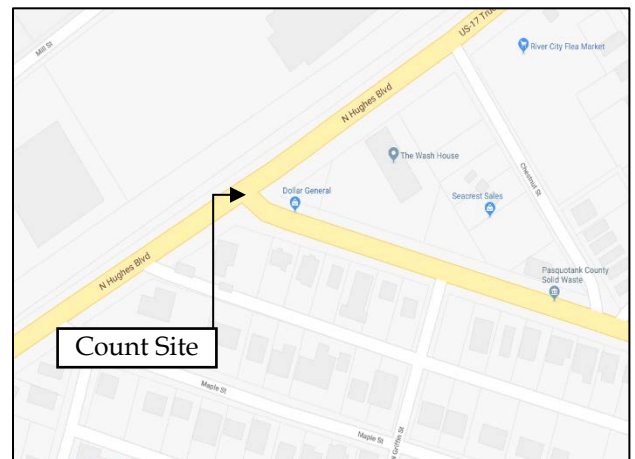 Mill St
US-17 Truc
River City Flea Market
N Hughes Blvd
The Wash House
Chestnut St
Dollar General
Seacrest Sales
N Hughes Blvd
Pasquotank County
Solid Waste
Count Site
Maple St
Maple St
Griffin St